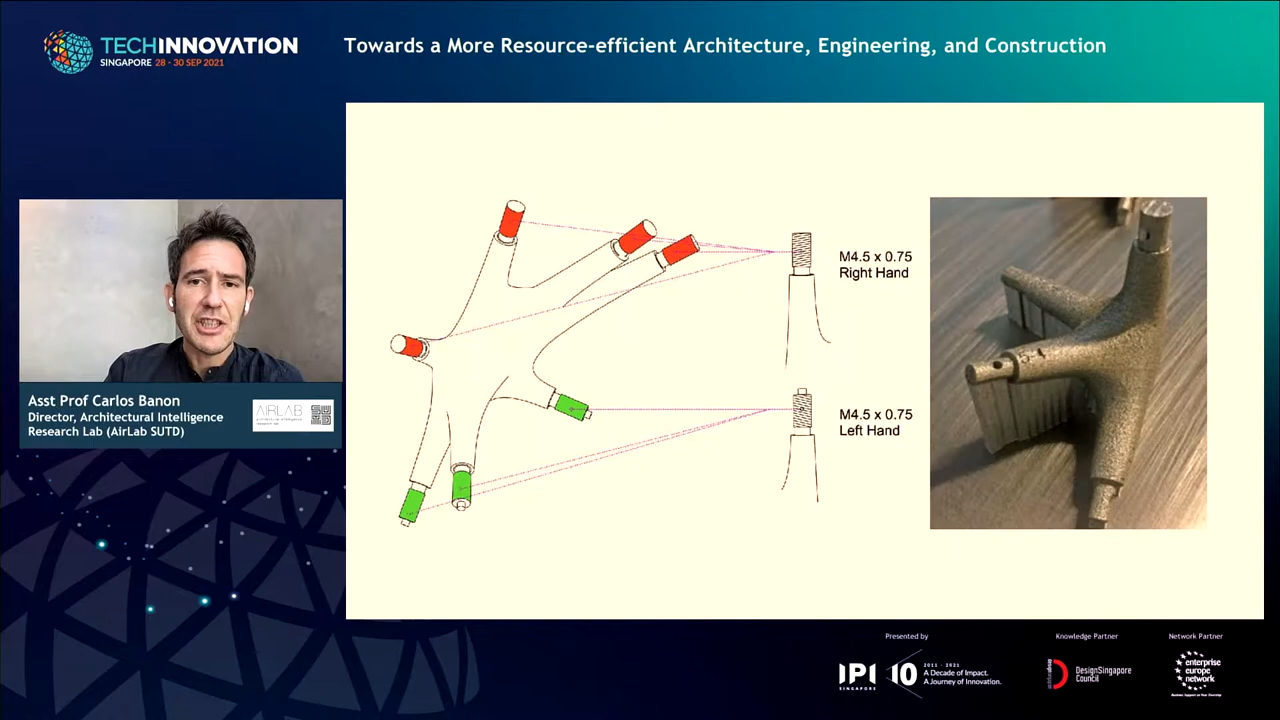 TECHINNOVATION
SINGAPORE 28 - 30 SEP 2021
Towards a More Resource-efficient Architecture, Engineering, and Construction
M4.5 x 0.75
Right Hand
M4.5 x 0.75
Left Hand
Asst Prof Carlos Banon
Director, Architectural Intelligence
Research Lab (AirLab SUTD)
AIRLAB
Presented by
IPI
SINGAPORE
10
2011 - 2021
A Decade of Impact.
A Journey of Innovation.
Knowledge Partner
DesignSingapore
Council
Network Partner
enterprise
europe
network